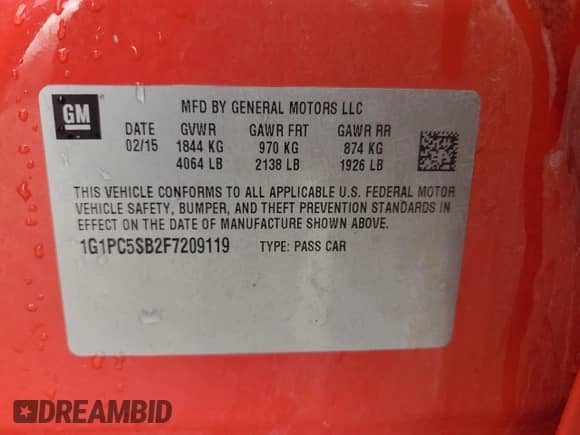 GM MFD BY GENERAL MOTORS LLC
DATE GVWR GAWR FRT GAWR RR
02/15 1844 KG 970 KG 874 KG
4064 LB 2138 LB 1926 LB
THIS VEHICLE CONFORMS TO ALL APPLICABLE U.S. FEDERAL MOTOR
VEHICLE SAFETY, BUMPER, AND THEFT PREVENTION STANDARDS IN
EFFECT ON THE DATE OF MANUFACTURE SHOWN ABOVE.
1G1PC5SB2F7209119 TYPE: PASS CAR
DREAMBID